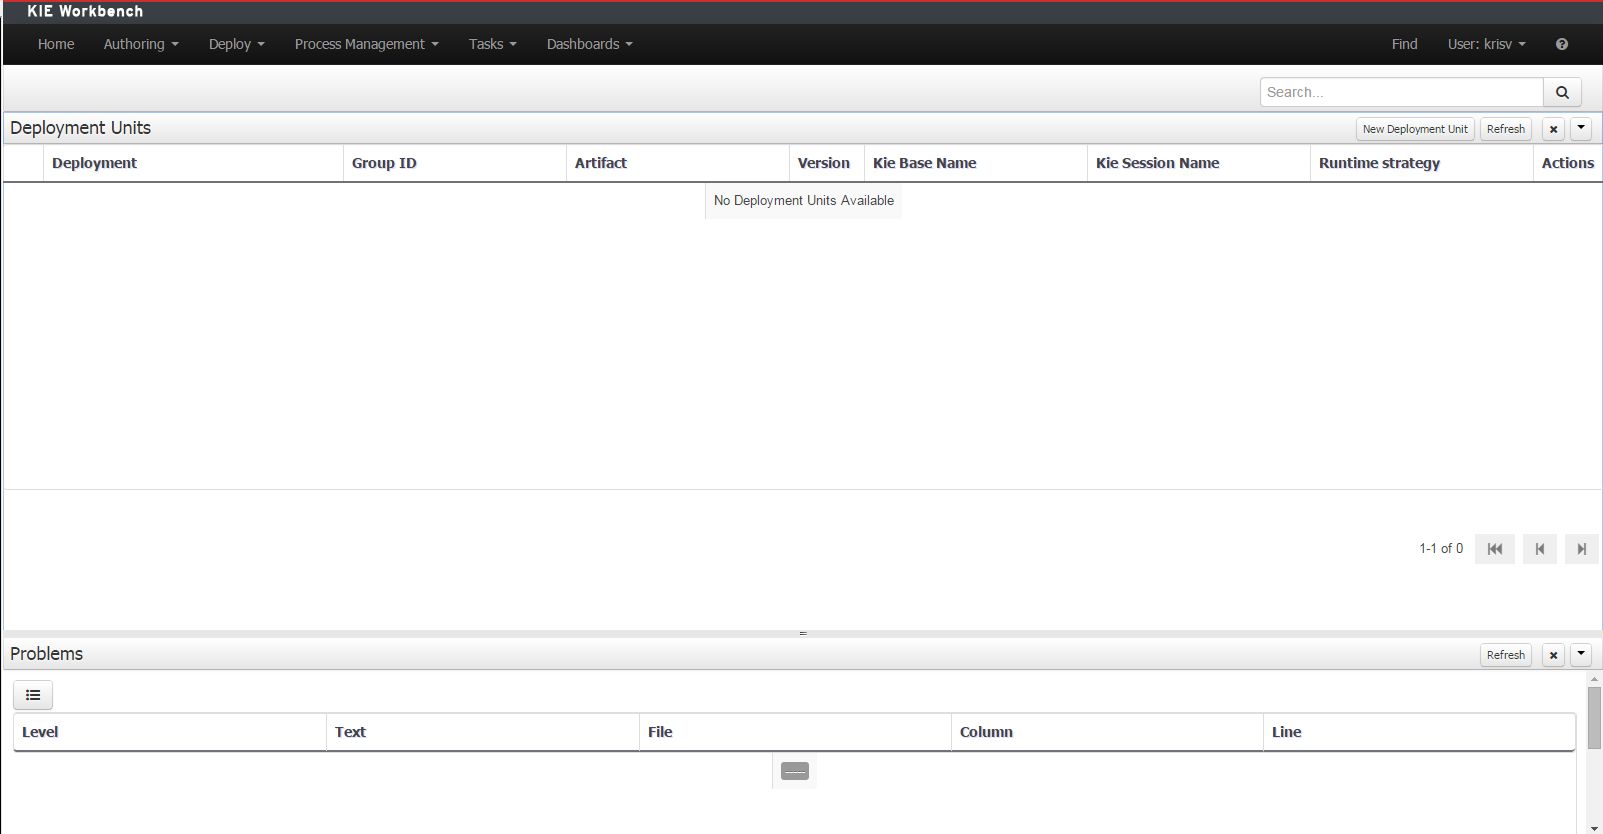 KIE Workbench
Home Authoring Deploy Process Management Tasks Dashboards Find User: krisv
Search...
Deployment Units New Deployment Unit Refresh
Deployment Group ID Artifact Version Kie Base Name Kie Session Name Runtime strategy Actions
No Deployment Units Available
1-1 of 0
Problems Refresh
Level Text File Column Line